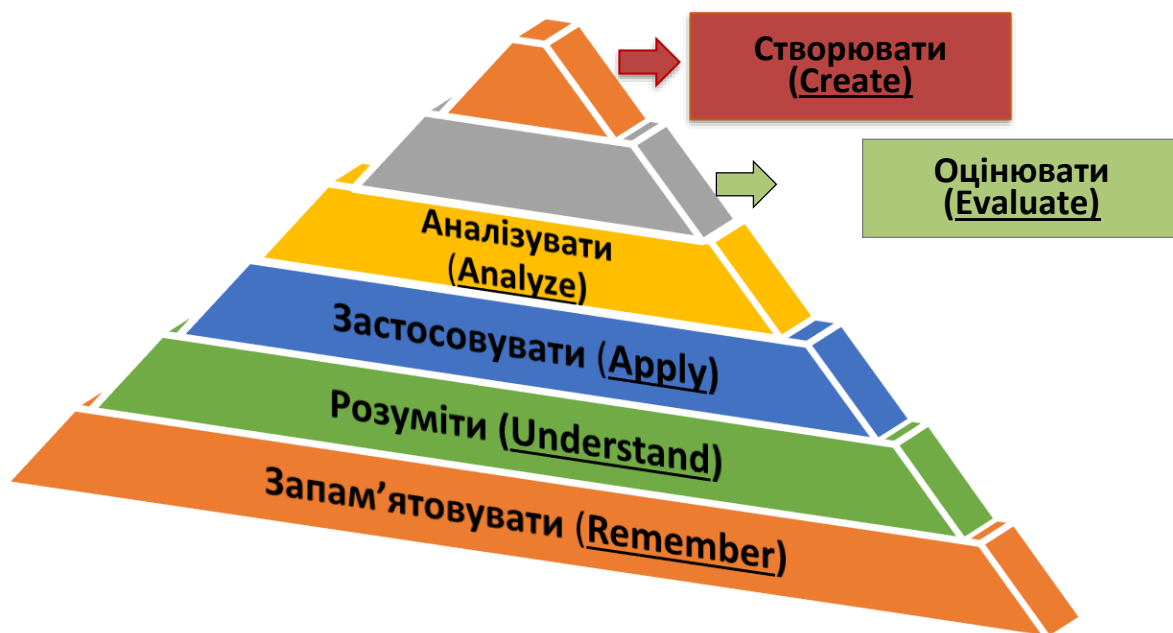 Створювати
(Create)
Оцінювати
(Evaluate)
Аналізувати
(Analyze)
Застосовувати (Apply)
Розуміти (Understand)
Запам’ятовувати (Remember)